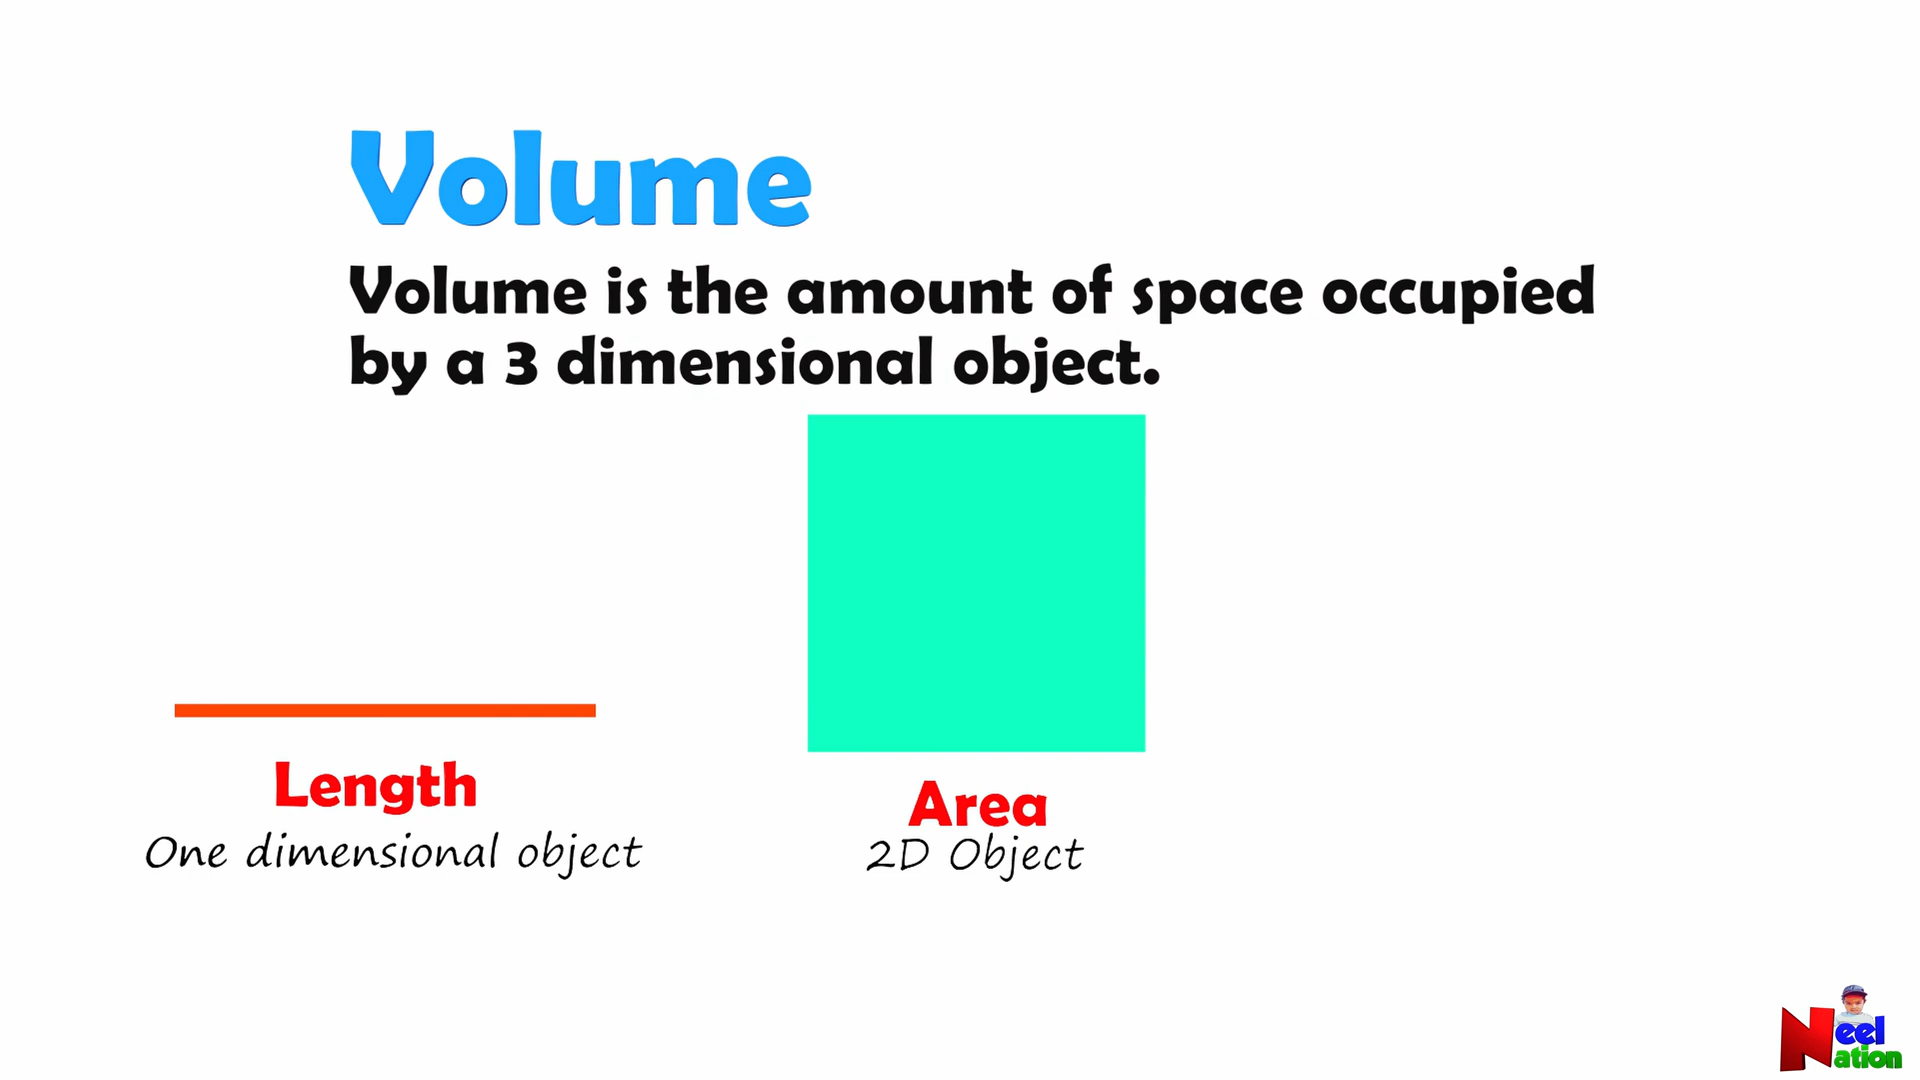 Volume
Volume is the amount of space occupied
by a 3 dimensional object.
Length
One dimensional object
Area
2D Object
Neel
Nation